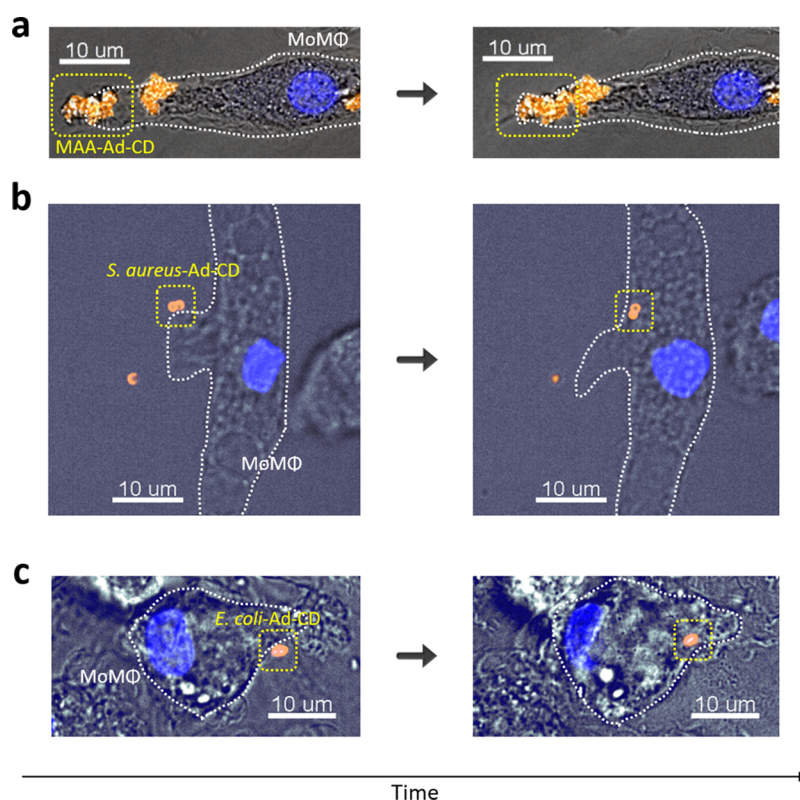 a
10 um
MoMΦ
10 um
MAA-Ad-CD
b
S. aureus-Ad-CD
MoMΦ
10 um
10 um
c
E. coli-Ad-CD
MoMΦ
10 um
10 um
Time